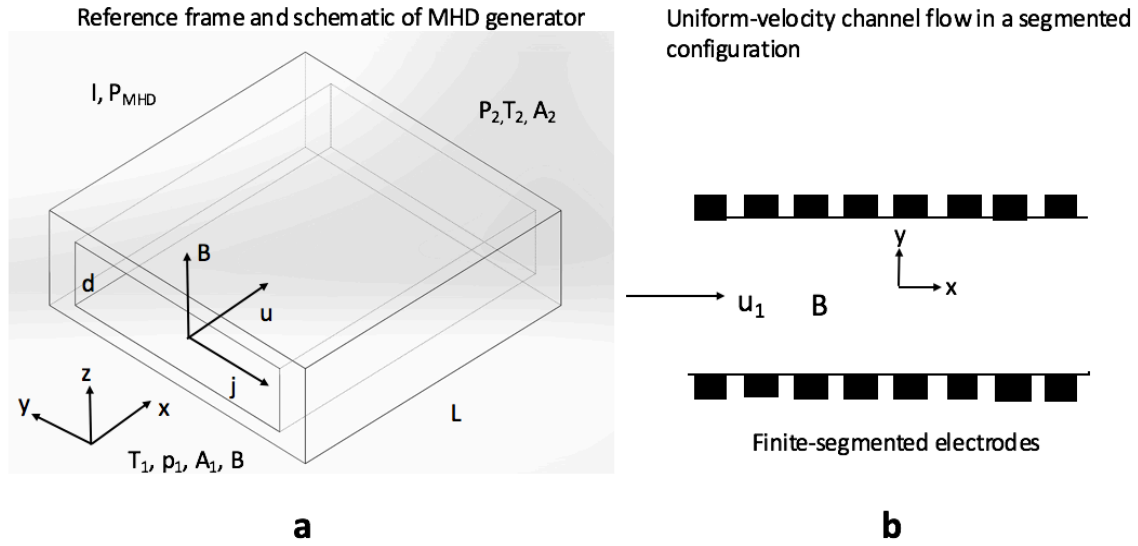 Reference frame and schematic of MHD generator
I, P_MHD
P_2,T_2, A_2
B
d
u
j
z
y
x
L
T_1, p_1, A_1, B
a
Uniform-velocity channel flow in a segmented
configuration
y
x
u_1 B
Finite-segmented electrodes
b